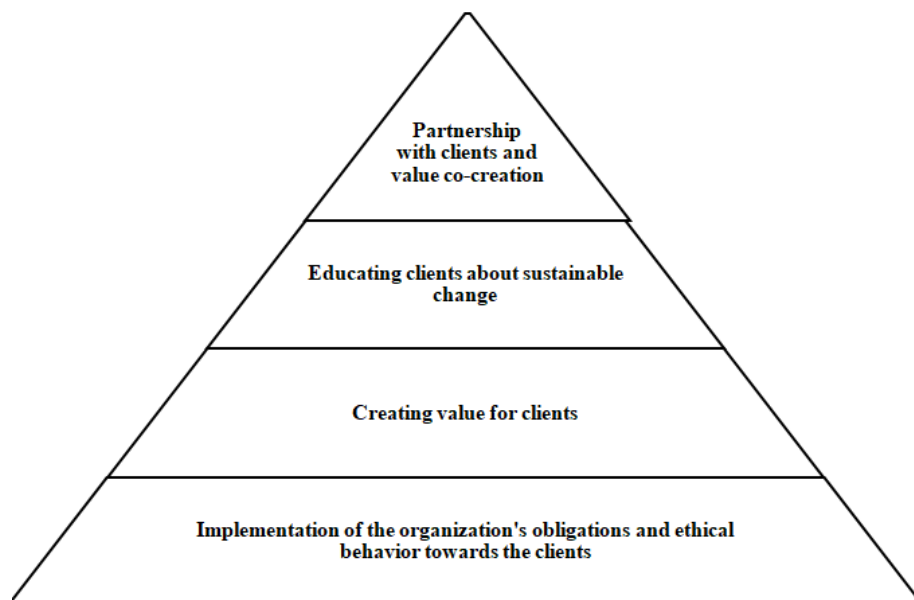 Partnership
with clients and
value co-creation
Educating clients about sustainable
change
Creating value for clients
Implementation of the organization's obligations and ethical
behavior towards the clients